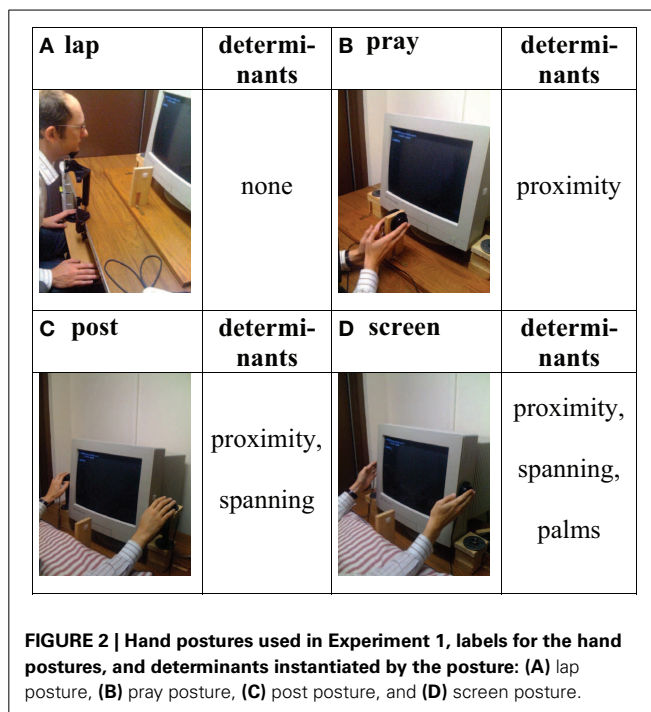 A lap
determi-
nants
B pray
determi-
nants
none
proximity
C post
determi-
nants
D screen
determi-
nants
proximity,
spanning
proximity,
spanning,
palms
FIGURE 2 | Hand postures used in Experiment 1, labels for the hand
postures, and determinants instantiated by the posture: (A) lap
posture, (B) pray posture, (C) post posture, and (D) screen posture.